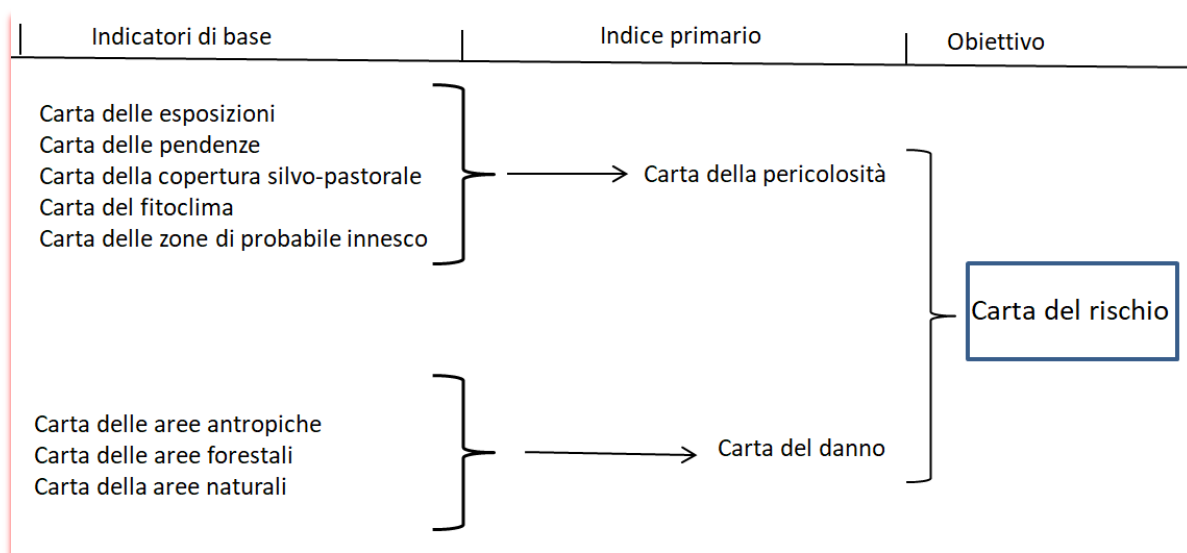 Indicatori di base
Indice primario
Obiettivo
Carta delle esposizioni
Carta delle pendenze
Carta della copertura silvo-pastorale
Carta del fitoclima
Carta delle zone di probabile innesco
Carta della pericolosità
Carta del rischio
Carta delle aree antropiche
Carta delle aree forestali
Carta della aree naturali
Carta del danno